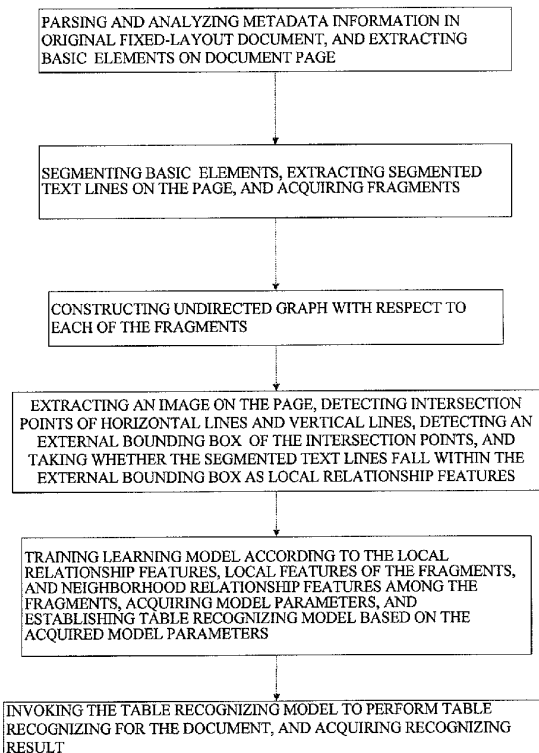 PARSING AND ANALYZING METADATA INFORMATION IN
ORIGINAL FIXED-LAYOUT DOCUMENT, AND EXTRACTING
BASIC ELEMENTS ON DOCUMENT PAGE
SEGMENTING BASIC ELEMENTS, EXTRACTING SEGMENTED
TEXT LINES ON THE PAGE, AND ACQUIRING FRAGMENTS
CONSTRUCTING UNDIRECTED GRAPH WITH RESPECT TO
EACH OF THE FRAGMENTS
EXTRACTING AN IMAGE ON THE PAGE, DETECTING INTERSECTION
POINTS OF HORIZONTAL LINES AND VERTICAL LINES, DETECTING AN
EXTERNAL BOUNDING BOX OF THE INTERSECTION POINTS, AND
TAKING WHETHER THE SEGMENTED TEXT LINES FALL WITHIN THE
EXTERNAL BOUNDING BOX AS LOCAL RELATIONSHIP FEATURES
TRAINING LEARNING MODEL ACCORDING TO THE LOCAL
RELATIONSHIP FEATURES, LOCAL FEATURES OF THE FRAGMENTS,
AND NEIGHBORHOOD RELATIONSHIP FEATURES AMONG THE
FRAGMENTS, ACQUIRING MODEL PARAMETERS, AND
ESTABLISHING TABLE RECOGNIZING MODEL BASED ON THE
ACQUIRED MODEL PARAMETERS
INVOKING THE TABLE RECOGNIZING MODEL TO PERFORM TABLE
RECOGNIZING FOR THE DOCUMENT, AND ACQUIRING RECOGNIZING
RESULT